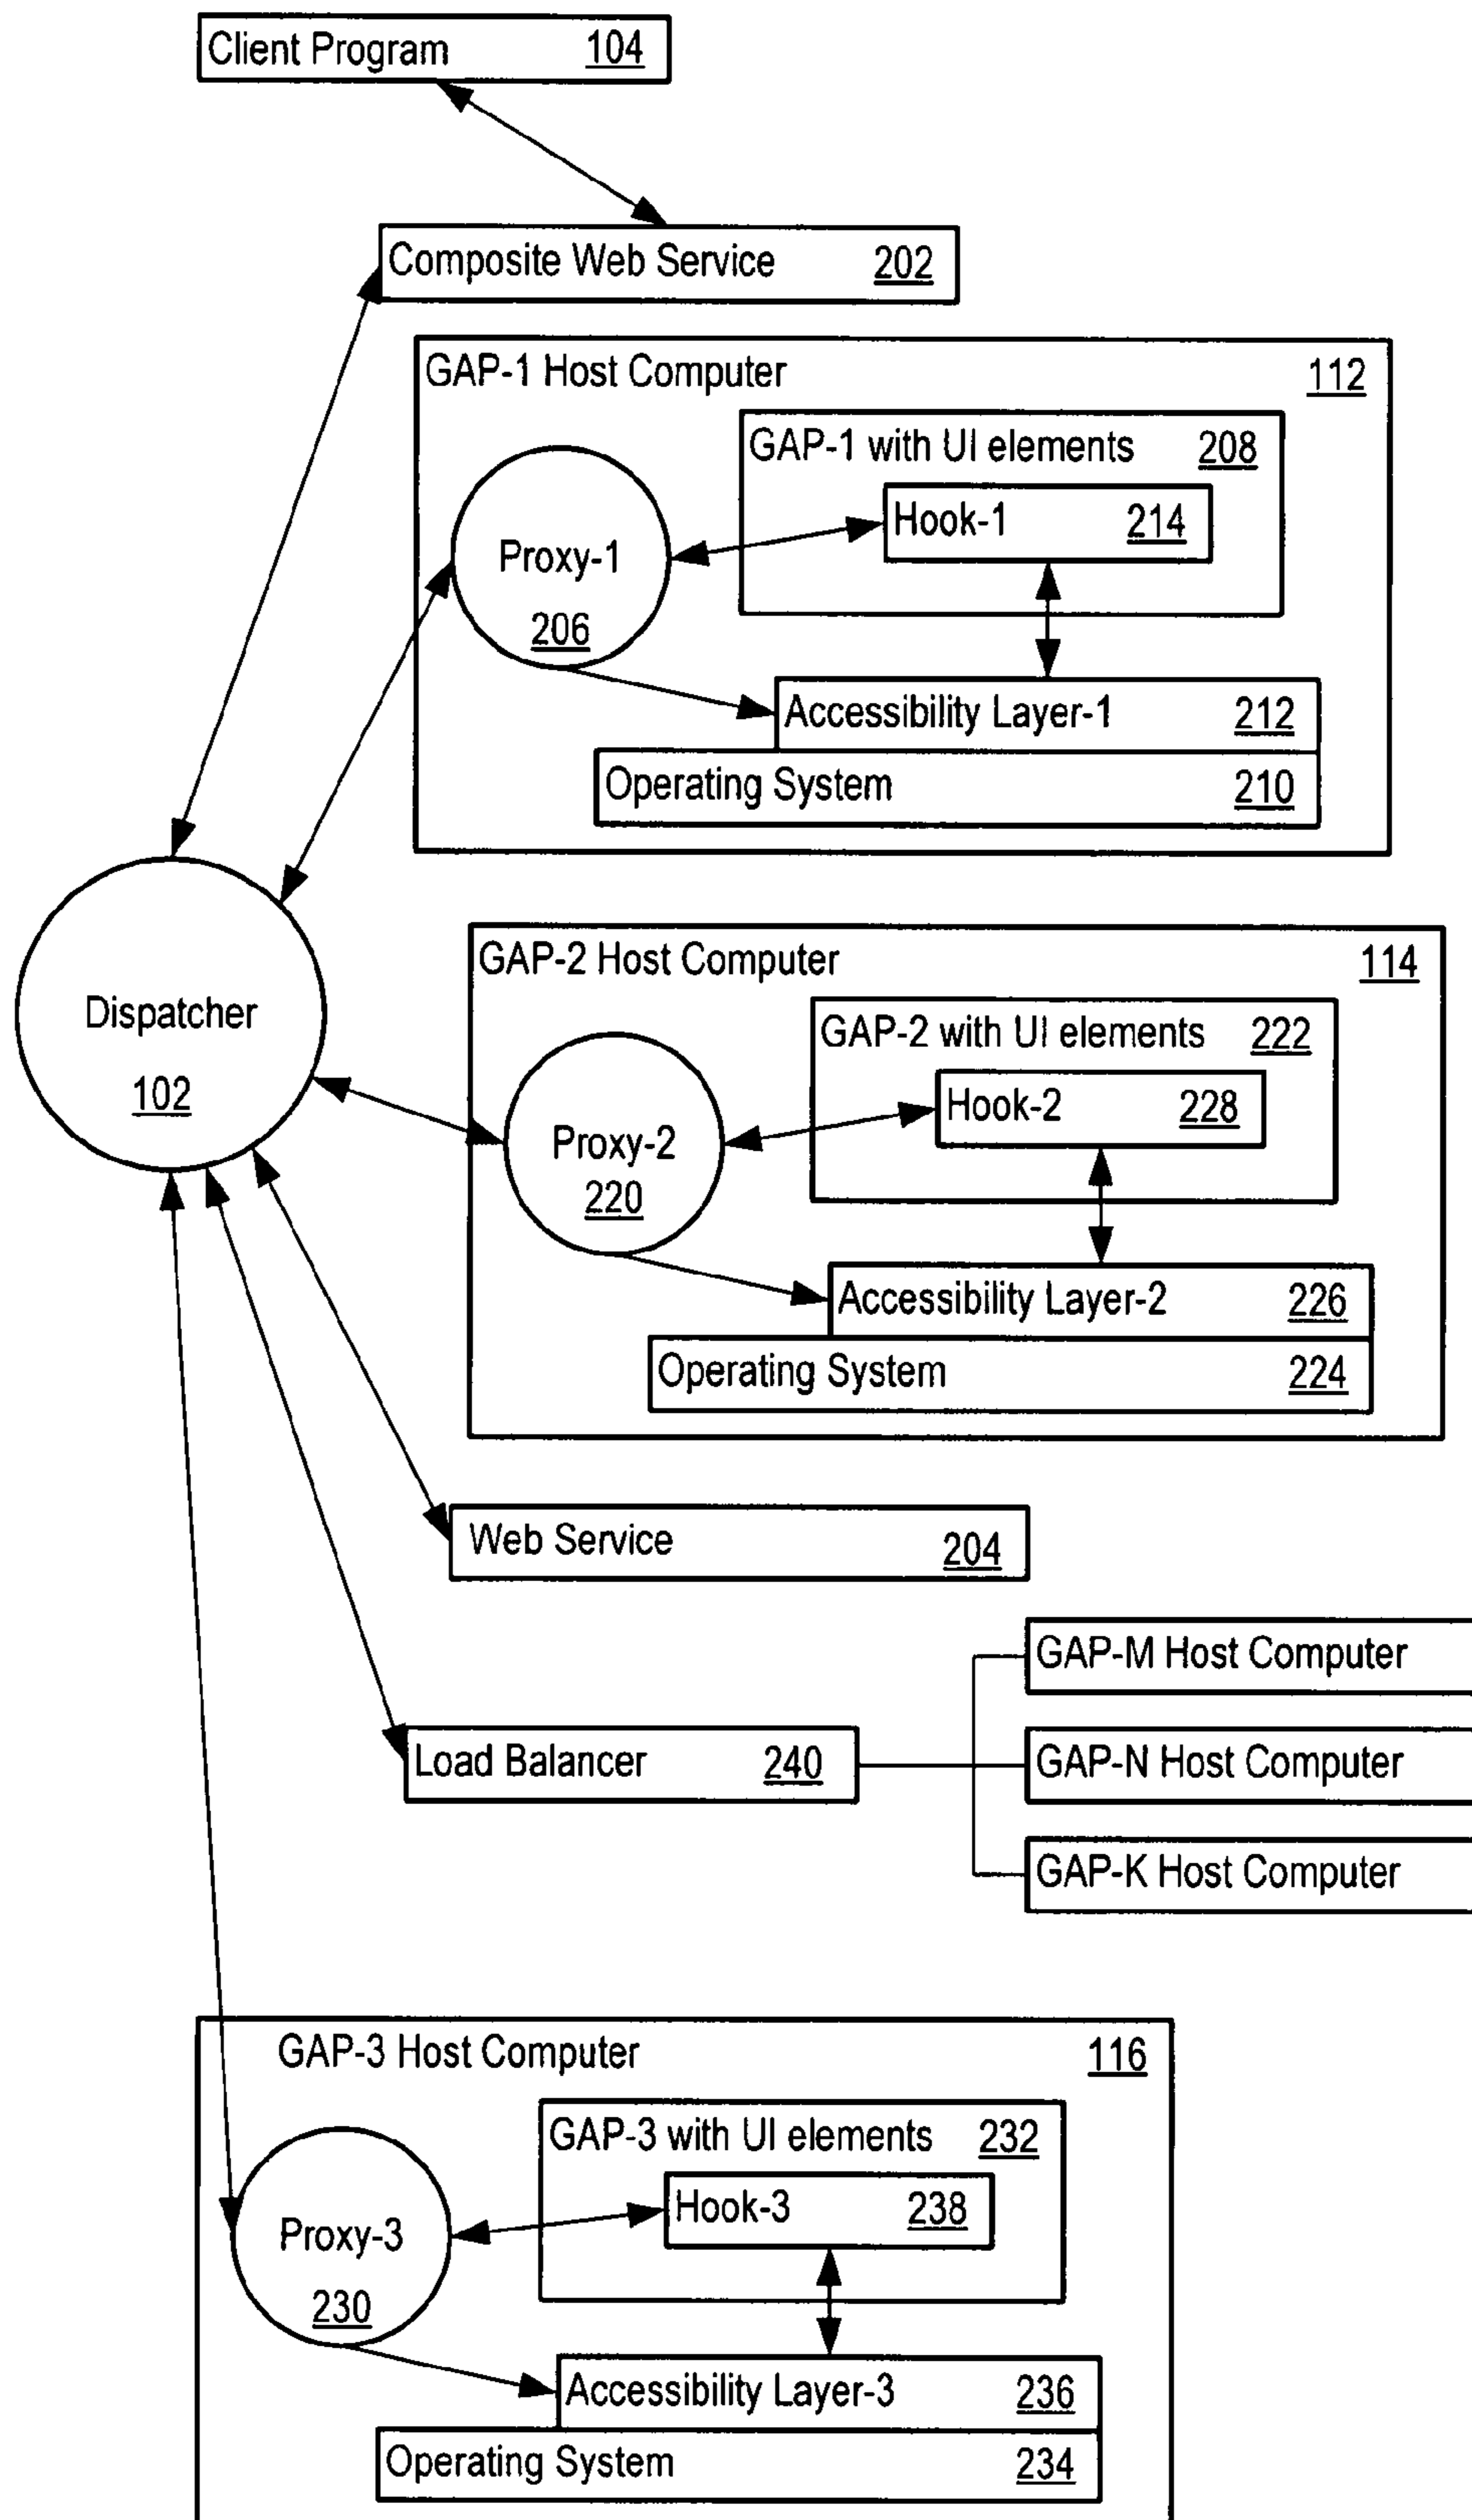 Client Program 104
Composite Web Service 202
GAP-1 Host Computer 112
GAP-1 with UI elements 208
Hook-1 214
Proxy-1
206
Accessibility Layer-1 212
Operating System 210
Dispatcher
102
GAP-2 Host Computer 114
GAP-2 with UI elements 222
Hook-2 228
Proxy-2
220
Accessibility Layer-2 226
Operating System 224
Web Service 204
GAP-M Host Computer
Load Balancer 240
GAP-N Host Computer
GAP-K Host Computer
GAP-3 Host Computer 116
GAP-3 with UI elements 232
Hook-3 238
Proxy-3
230
Accessibility Layer-3 236
Operating System 234